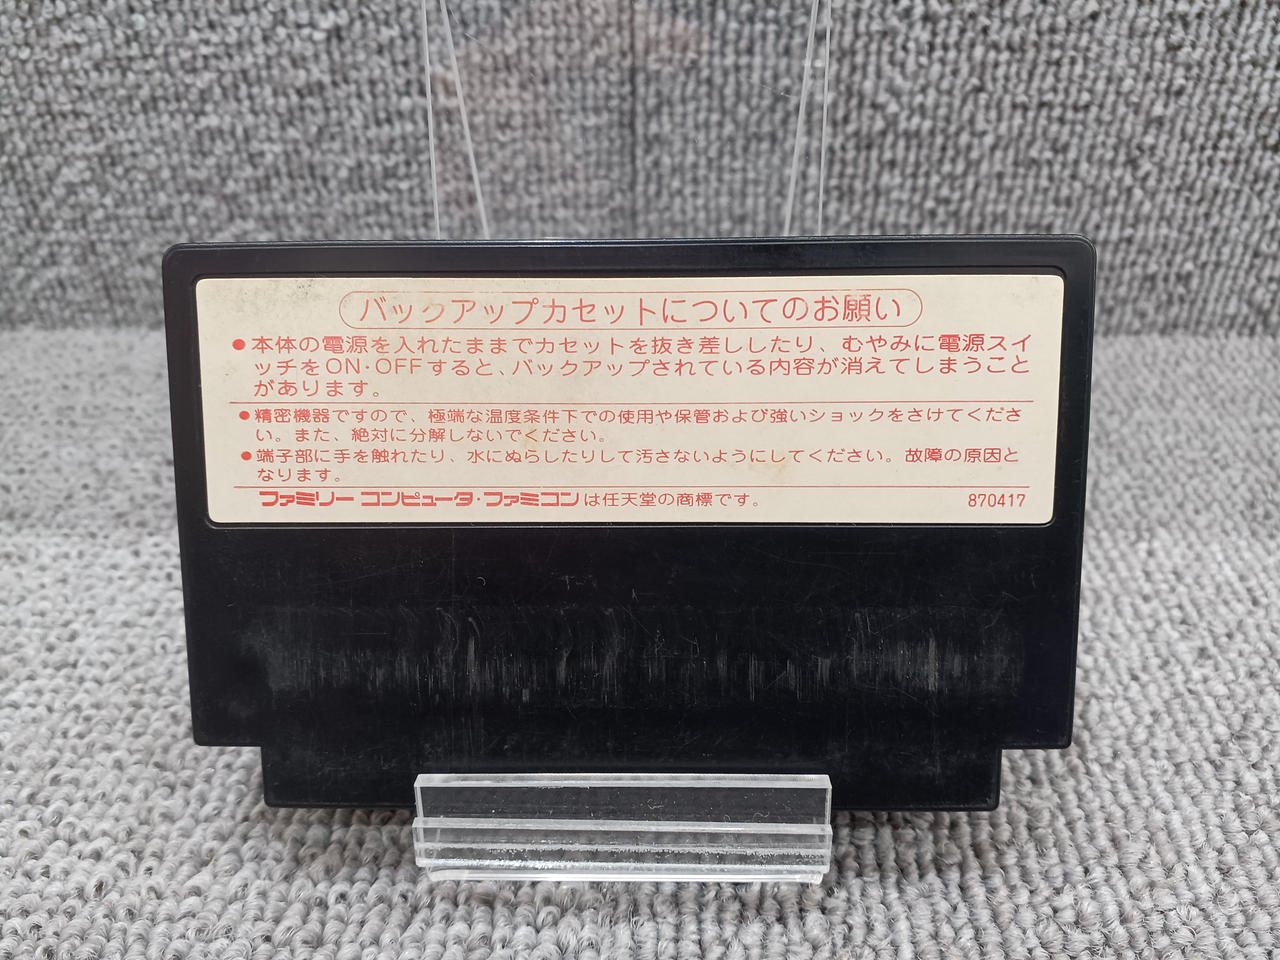 バックアップカセットについてのお願い
●本体の電源を入れたままでカセットを抜き差ししたり、むやみに電源スイ
ッチをON・OFFすると、バックアップされている内容が消えてしまうこと
があります。
●精密機器ですので、極端な温度条件下での使用や保管および強いショックをさけてくださ
い。また、絶対に分解しないでください。
●端子部に手を触れたり、水にぬらしたりして汚さないようにしてください。故障の原因と
なります。
ファミリー コンピュータ・ファミコンは任天堂の商標です。 870417